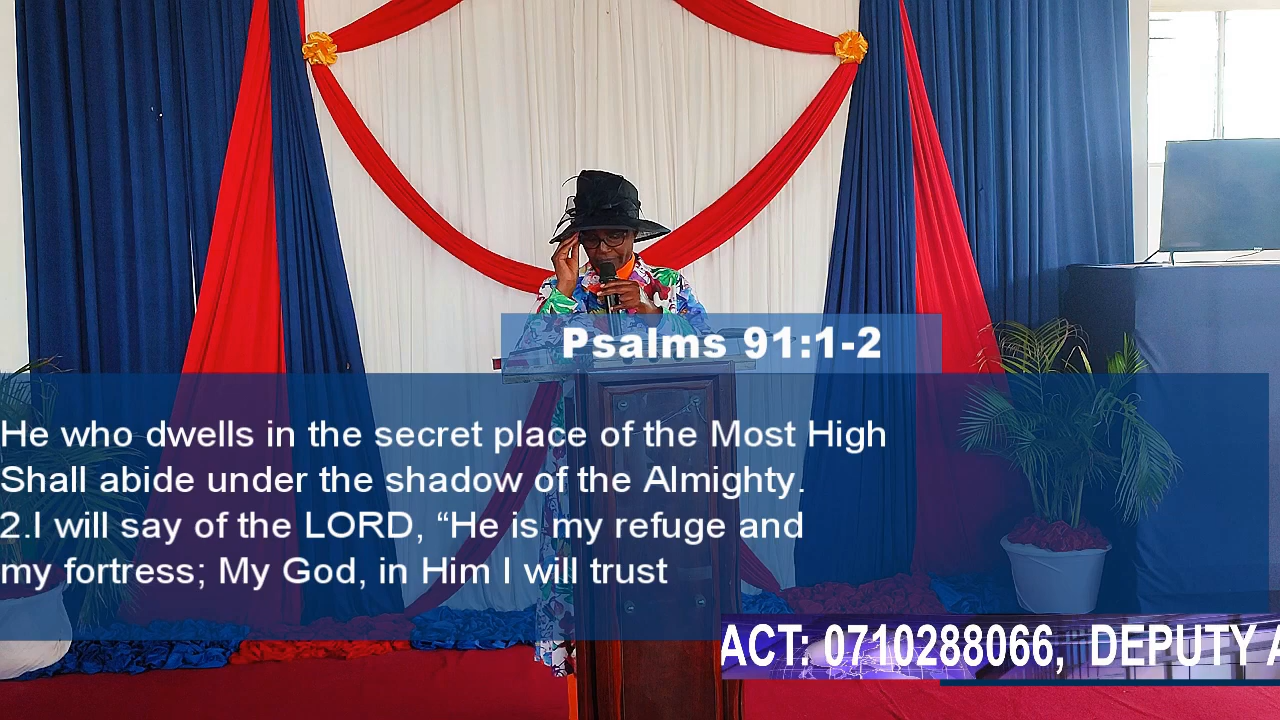 Psalms 91:1-2
He who dwells in the secret place of the Most High
Shall abide under the shadow of the Almighty.
2.I will say of the LORD, “He is my refuge and
my fortress; My God, in Him I will trust
ACT: 0710288066, DEPUTY A